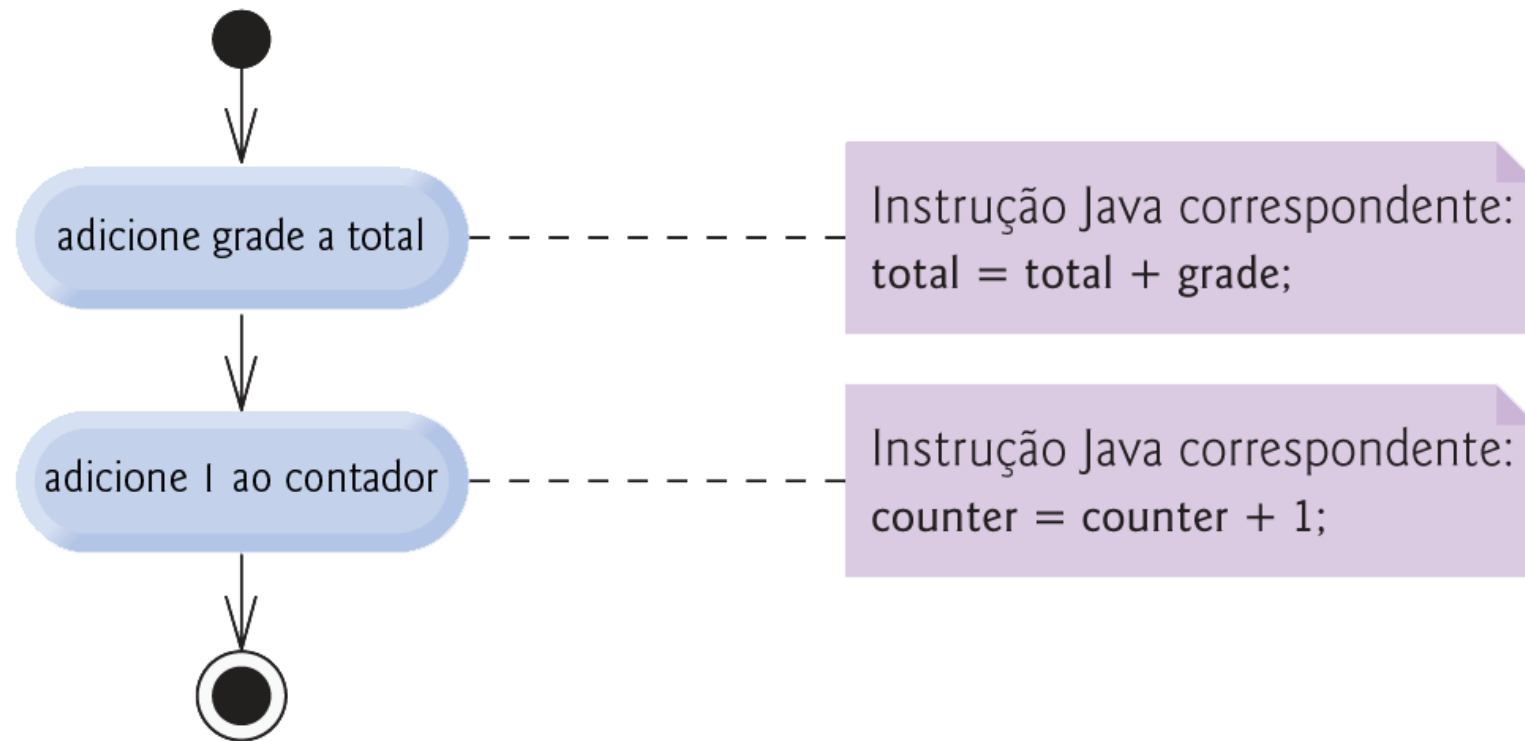 adicione grade a total
Instrução Java correspondente:
total = total + grade;
adicione 1 ao contador
Instrução Java correspondente:
counter = counter + 1;